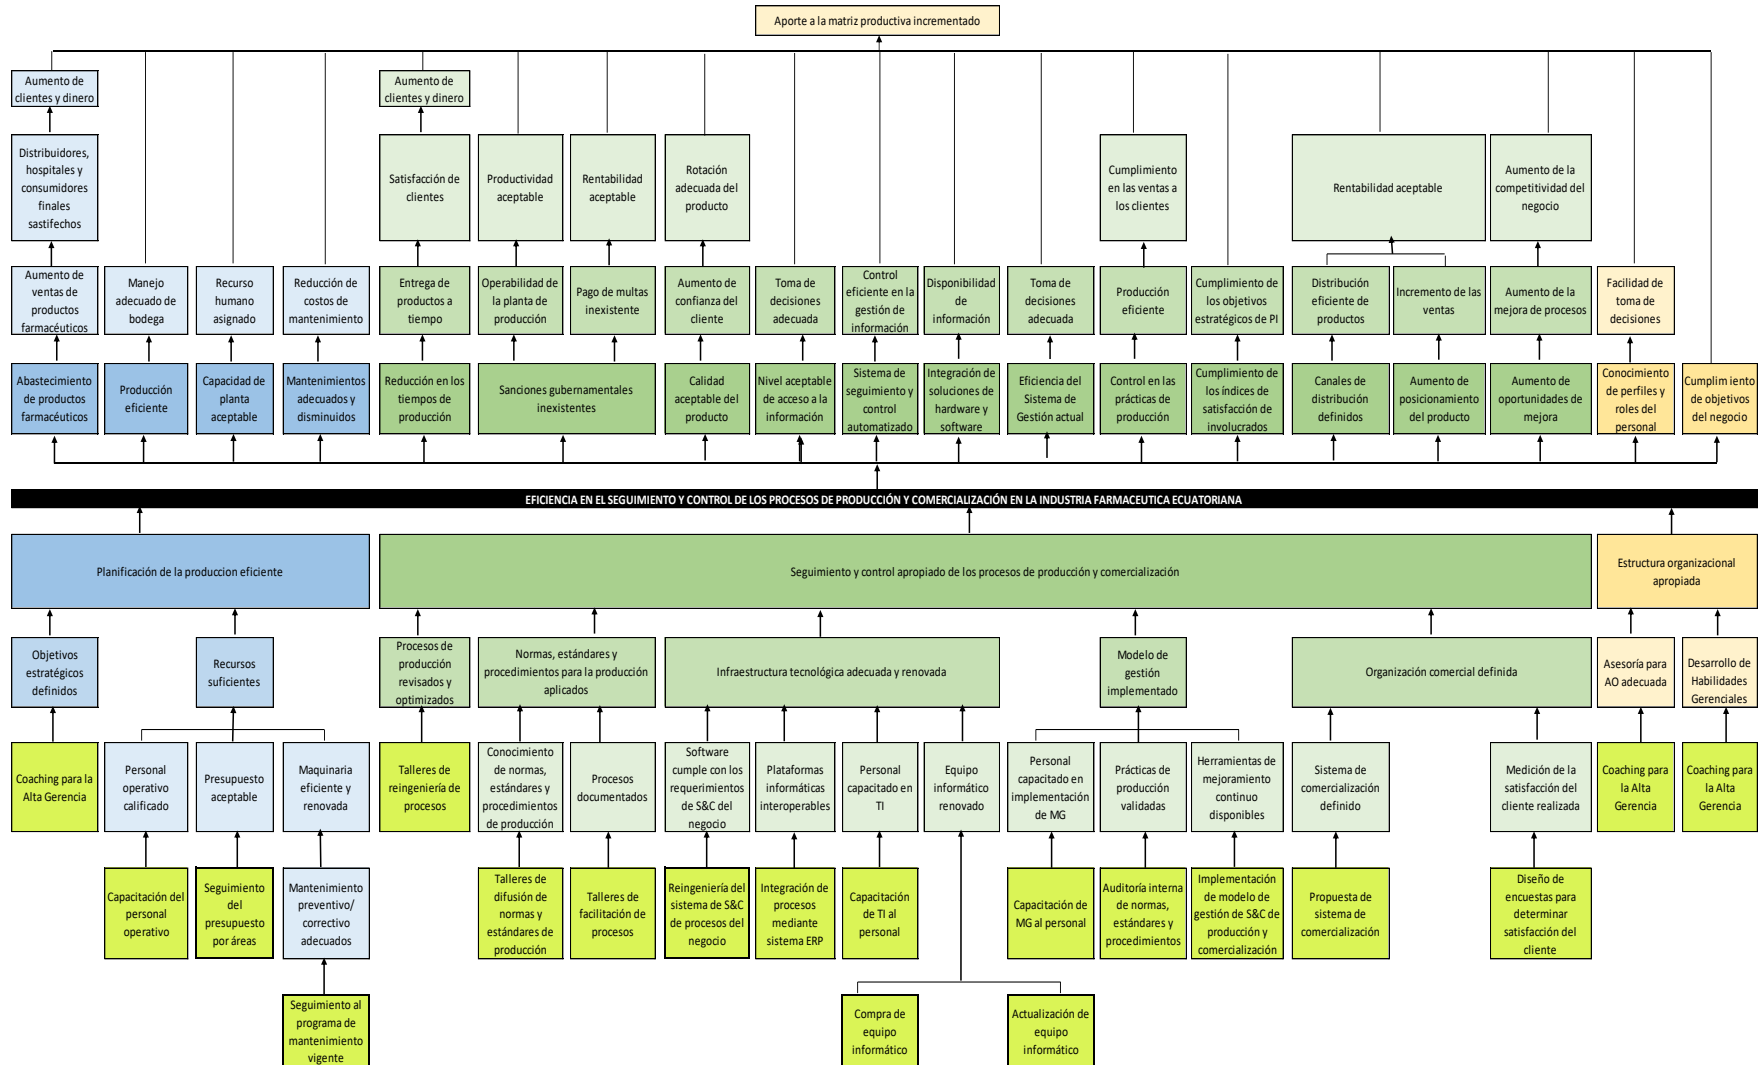 Aporte a la matriz productiva incrementado
Aumento de
clientes y dinero
Aumento de
clientes y dinero
Distribuidores,
hospitales y
consumidores
finales
sastifechos
Satisfacción de
clientes
Productividad
aceptable
Rentabilidad
aceptable
Rotación
adecuada del
producto
Cumplimiento
en las ventas a
los clientes
Rentabilidad aceptable
Aumento de la
competitividad del
negocio
Aumento de
ventas de
productos
farmacéuticos
Manejo
adecuado de
bodega
Recurso
humano
asignado
Reducción de
costos de
mantenimiento
Entrega de
productos a
tiempo
Operabilidad de
la planta de
producción
Pago de multas
inexistente
Aumento de
confianza del
cliente
Toma de
decisiones
adecuada
Control
eficiente en la
gestión de
información
Disponibilidad
de
información
Toma de
decisiones
adecuada
Producción
eficiente
Cumplimiento de
los objetivos
estratégicos de PI
Distribución
eficiente de
productos
Incremento de las
ventas
Aumento de la
mejora de procesos
Facilidad de
toma de
decisiones
Abastecimiento
de productos
farmacéuticos
Producción
eficiente
Capacidad de
planta
aceptable
Mantenimientos
adecuados y
disminuidos
Reducción en los
tiempos de
producción
Sanciones gubernamentales
inexistentes
Calidad
aceptable del
producto
Nivel aceptable
de acceso a la
información
Sistema de
seguimiento y
control
automatizado
Integración de
soluciones de
hardware y
software
Eficiencia del
Sistema de
Gestión actual
Control en las
prácticas de
producción
Cumplimiento de
los índices de
satisfacción de
involucrados
Canales de
distribución
definidos
Aumento de
posicionamiento
del producto
Aumento de
oportunidades de
mejora
Conocimiento
de perfiles y
roles del
personal
Cumplim iento
de objetivos
del negocio
EFICIENCIA EN EL SEGUIMIENTO Y CONTROL DE LOS PROCESOS DE PRODUCCIÓN Y COMERCIALIZACIÓN EN LA INDUSTRIA FARMACEUTICA ECUATORIANA
Planificación de la produccion eficiente
Seguimiento y control apropiado de los procesos de producción y comercialización
Estructura organizacional
apropiada
Objetivos
estratégicos
definidos
Recursos
suficientes
Procesos de
producción
revisados y
optimizados
Normas, estándares y
procedimientos para la producción
aplicados
Infraestructura tecnológica adecuada y renovada
Modelo de
gestión
implementado
Organización comercial definida
Asesoría para
AO adecuada
Desarrollo de
Habilidades
Gerenciales
Coaching para la
Alta Gerencia
Personal
operativo
calificado
Presupuesto
aceptable
Maquinaria
eficiente y
renovada
Talleres de
reingeniería de
procesos
Conocimiento
de normas,
estándares y
procedimientos
de producción
Procesos
documentados
Software
cumple con los
requerimientos
de S&C del
negocio
Plataformas
informáticas
interoperables
Personal
capacitado en
TI
Equipo
informático
renovado
Personal
capacitado en
implementación
de MG
Prácticas de
producción
validadas
Herramientas de
mejoramiento
continuo
disponibles
Sistema de
comercialización
definido
Medición de la
satisfacción del
cliente realizada
Coaching para
la Alta
Gerencia
Coaching para
la Alta
Gerencia
Capacitación del
personal
operativo
Seguimiento
del
presupuesto
por áreas
Mantenimiento
preventivo/
correctivo
adecuados
Talleres de
difusión de
normas y
estándares de
producción
Talleres de
facilitación de
procesos
Reingeniería del
sistema de S&C
de procesos del
negocio
Integración de
procesos
mediante
sistema ERP
Capacitación
de TI al
personal
Capacitación de
MG al personal
Auditoría interna
de normas,
estándares y
procedimientos
Implementación
de modelo de
gestión de S&C de
producción y
comercialización
Propuesta de
sistema de
comercialización
Diseño de
encuestas para
determinar
satisfacción del
cliente
Seguimiento al
programa de
mantenimiento
vigente
Compra de
equipo
informático
Actualización de
equipo
informático